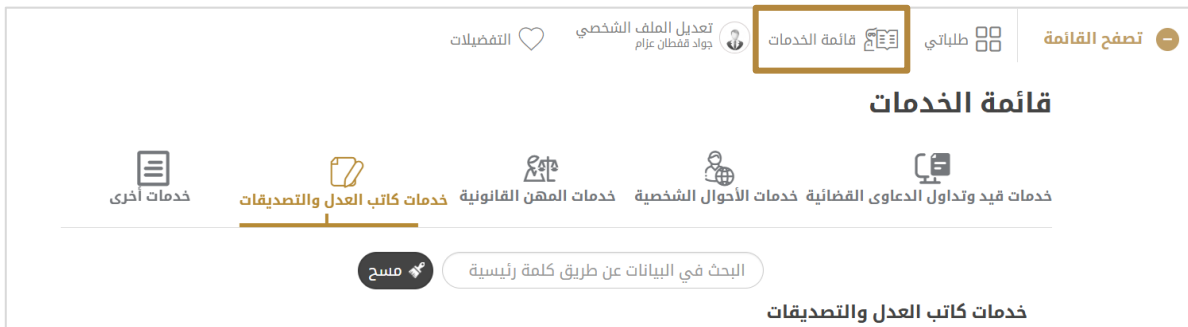 تصفح القائمة
طلباتي
قائمة الخدمات
تعديل الملف الشخصي
جواد قفطان عزام
التفضيلات
قائمة الخدمات
خدمات قيد وتداول الدعاوى القضائية
خدمات الأحوال الشخصية
خدمات المهن القانونية
خدمات كاتب العدل والتصديقات
خدمات أخرى
البحث في البيانات عن طريق كلمة رئيسية
مسح
خدمات كاتب العدل والتصديقات